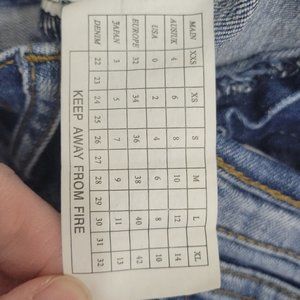 MAIN XXS XS S M L XL
AUS/UK 4 6 8 10 12 14
USA 0 2 4 6 8 10
EUROPE 32 34 36 38 40 42
JAPAN 3 5 7 9 11 13
DENIM 22 23 24 25 26 27 28 29 30 31 32
KEEP AWAY FROM FIRE